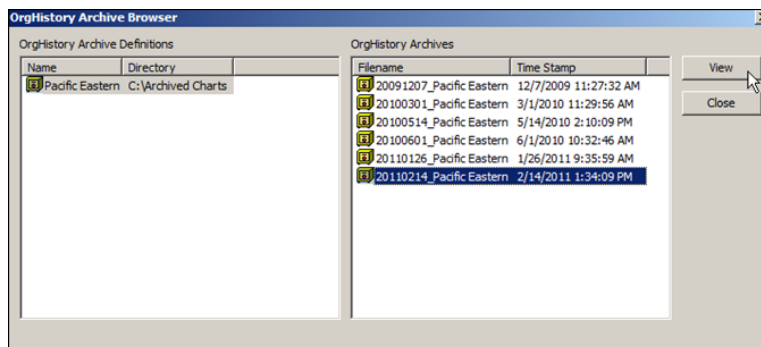 OrgHistory Archive Browser
OrgHistory Archive Definitions
Name Directory
Pacific Eastern C:\Archived Charts
OrgHistory Archives
Filename Time Stamp
20091207_Pacific Eastern 12/7/2009 11:27:32 AM
20100301_Pacific Eastern 3/1/2010 11:29:56 AM
20100514_Pacific Eastern 5/14/2010 2:10:09 PM
20100601_Pacific Eastern 6/1/2010 10:32:46 AM
20110126_Pacific Eastern 1/26/2011 9:35:59 AM
20110214_Pacific Eastern 2/14/2011 1:34:09 PM
View
Close